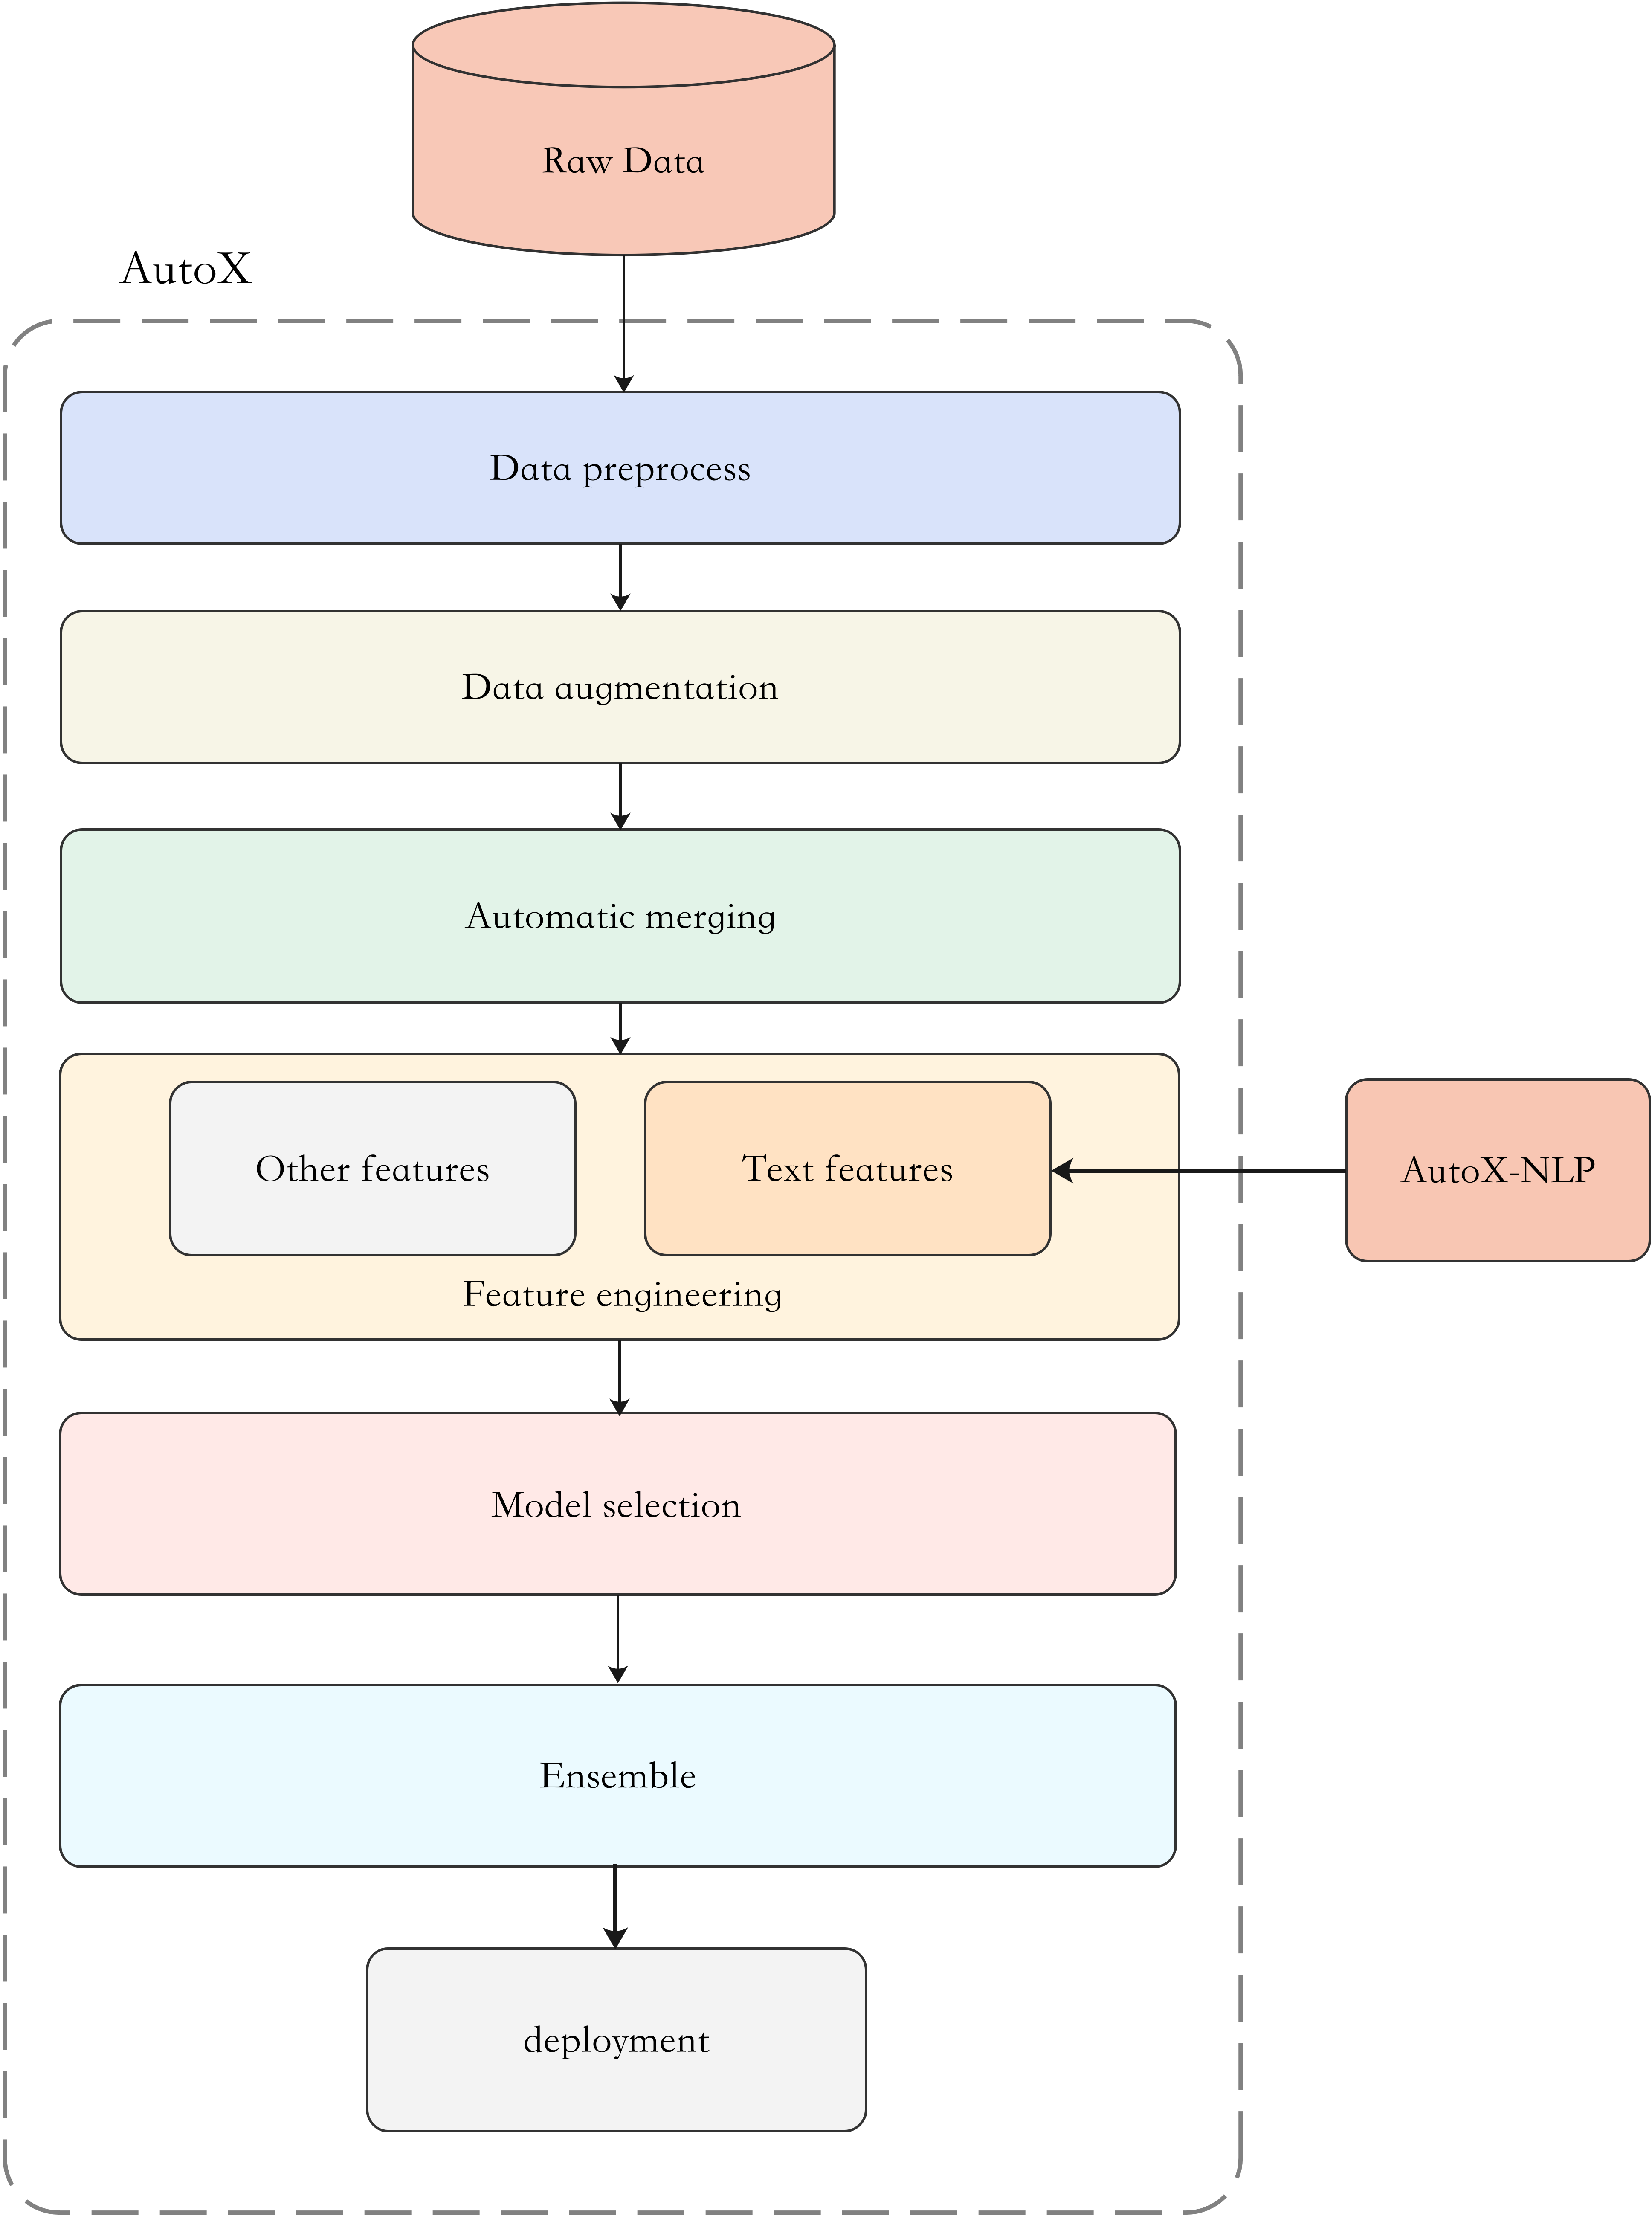 Raw Data
AutoX
Data preprocess
Data augmentation
Automatic merging
Other features
Text features
AutoX-NLP
Feature engineering
Model selection
Ensemble
deployment